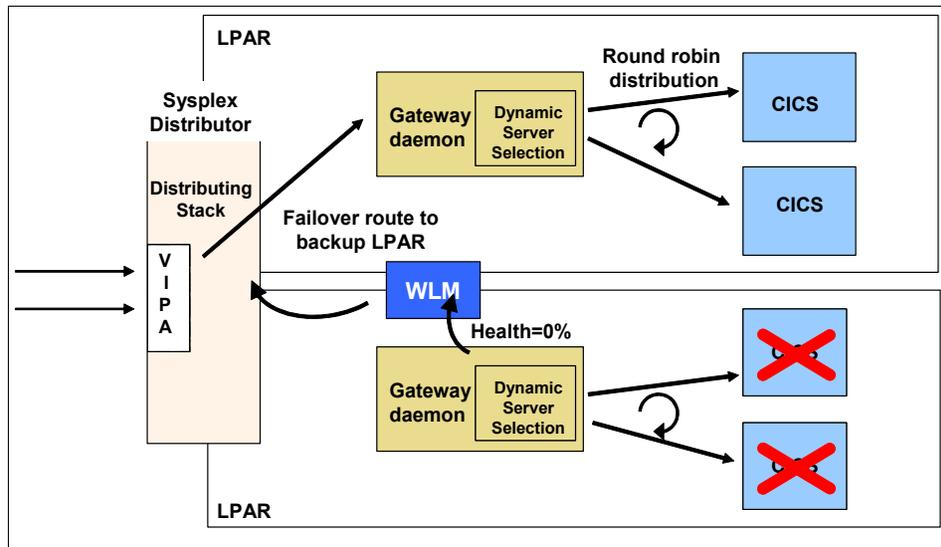 LPAR
Sysplex
Distributor
Distributing
Stack
V
I
P
A
Gateway
daemon
Dynamic
Server
Selection
Round robin
distribution
CICS
CICS
Failover route to
backup LPAR
WLM
Health=0%
Gateway
daemon
Dynamic
Server
Selection
LPAR